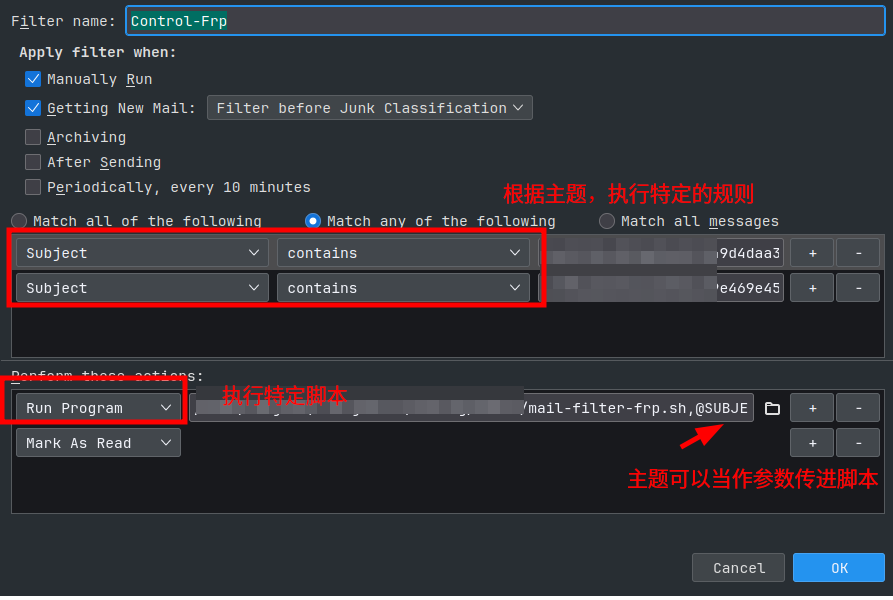 Filter name: Control-Frp
Apply filter when:
Manually Run
Getting New Mail: Filter before Junk Classification
Archiving
After Sending
Periodically, every 10 minutes
根据主题，执行特定的规则
Match all of the following Match any of the following Match all messages
Subject contains 9d4daa3 + -
Subject contains e469e45 + -
Perform these actions:
执行特定脚本
Run Program /mail-filter-frp.sh,@SUBJE + -
Mark As Read + -
主题可以当作参数传进脚本
Cancel OK